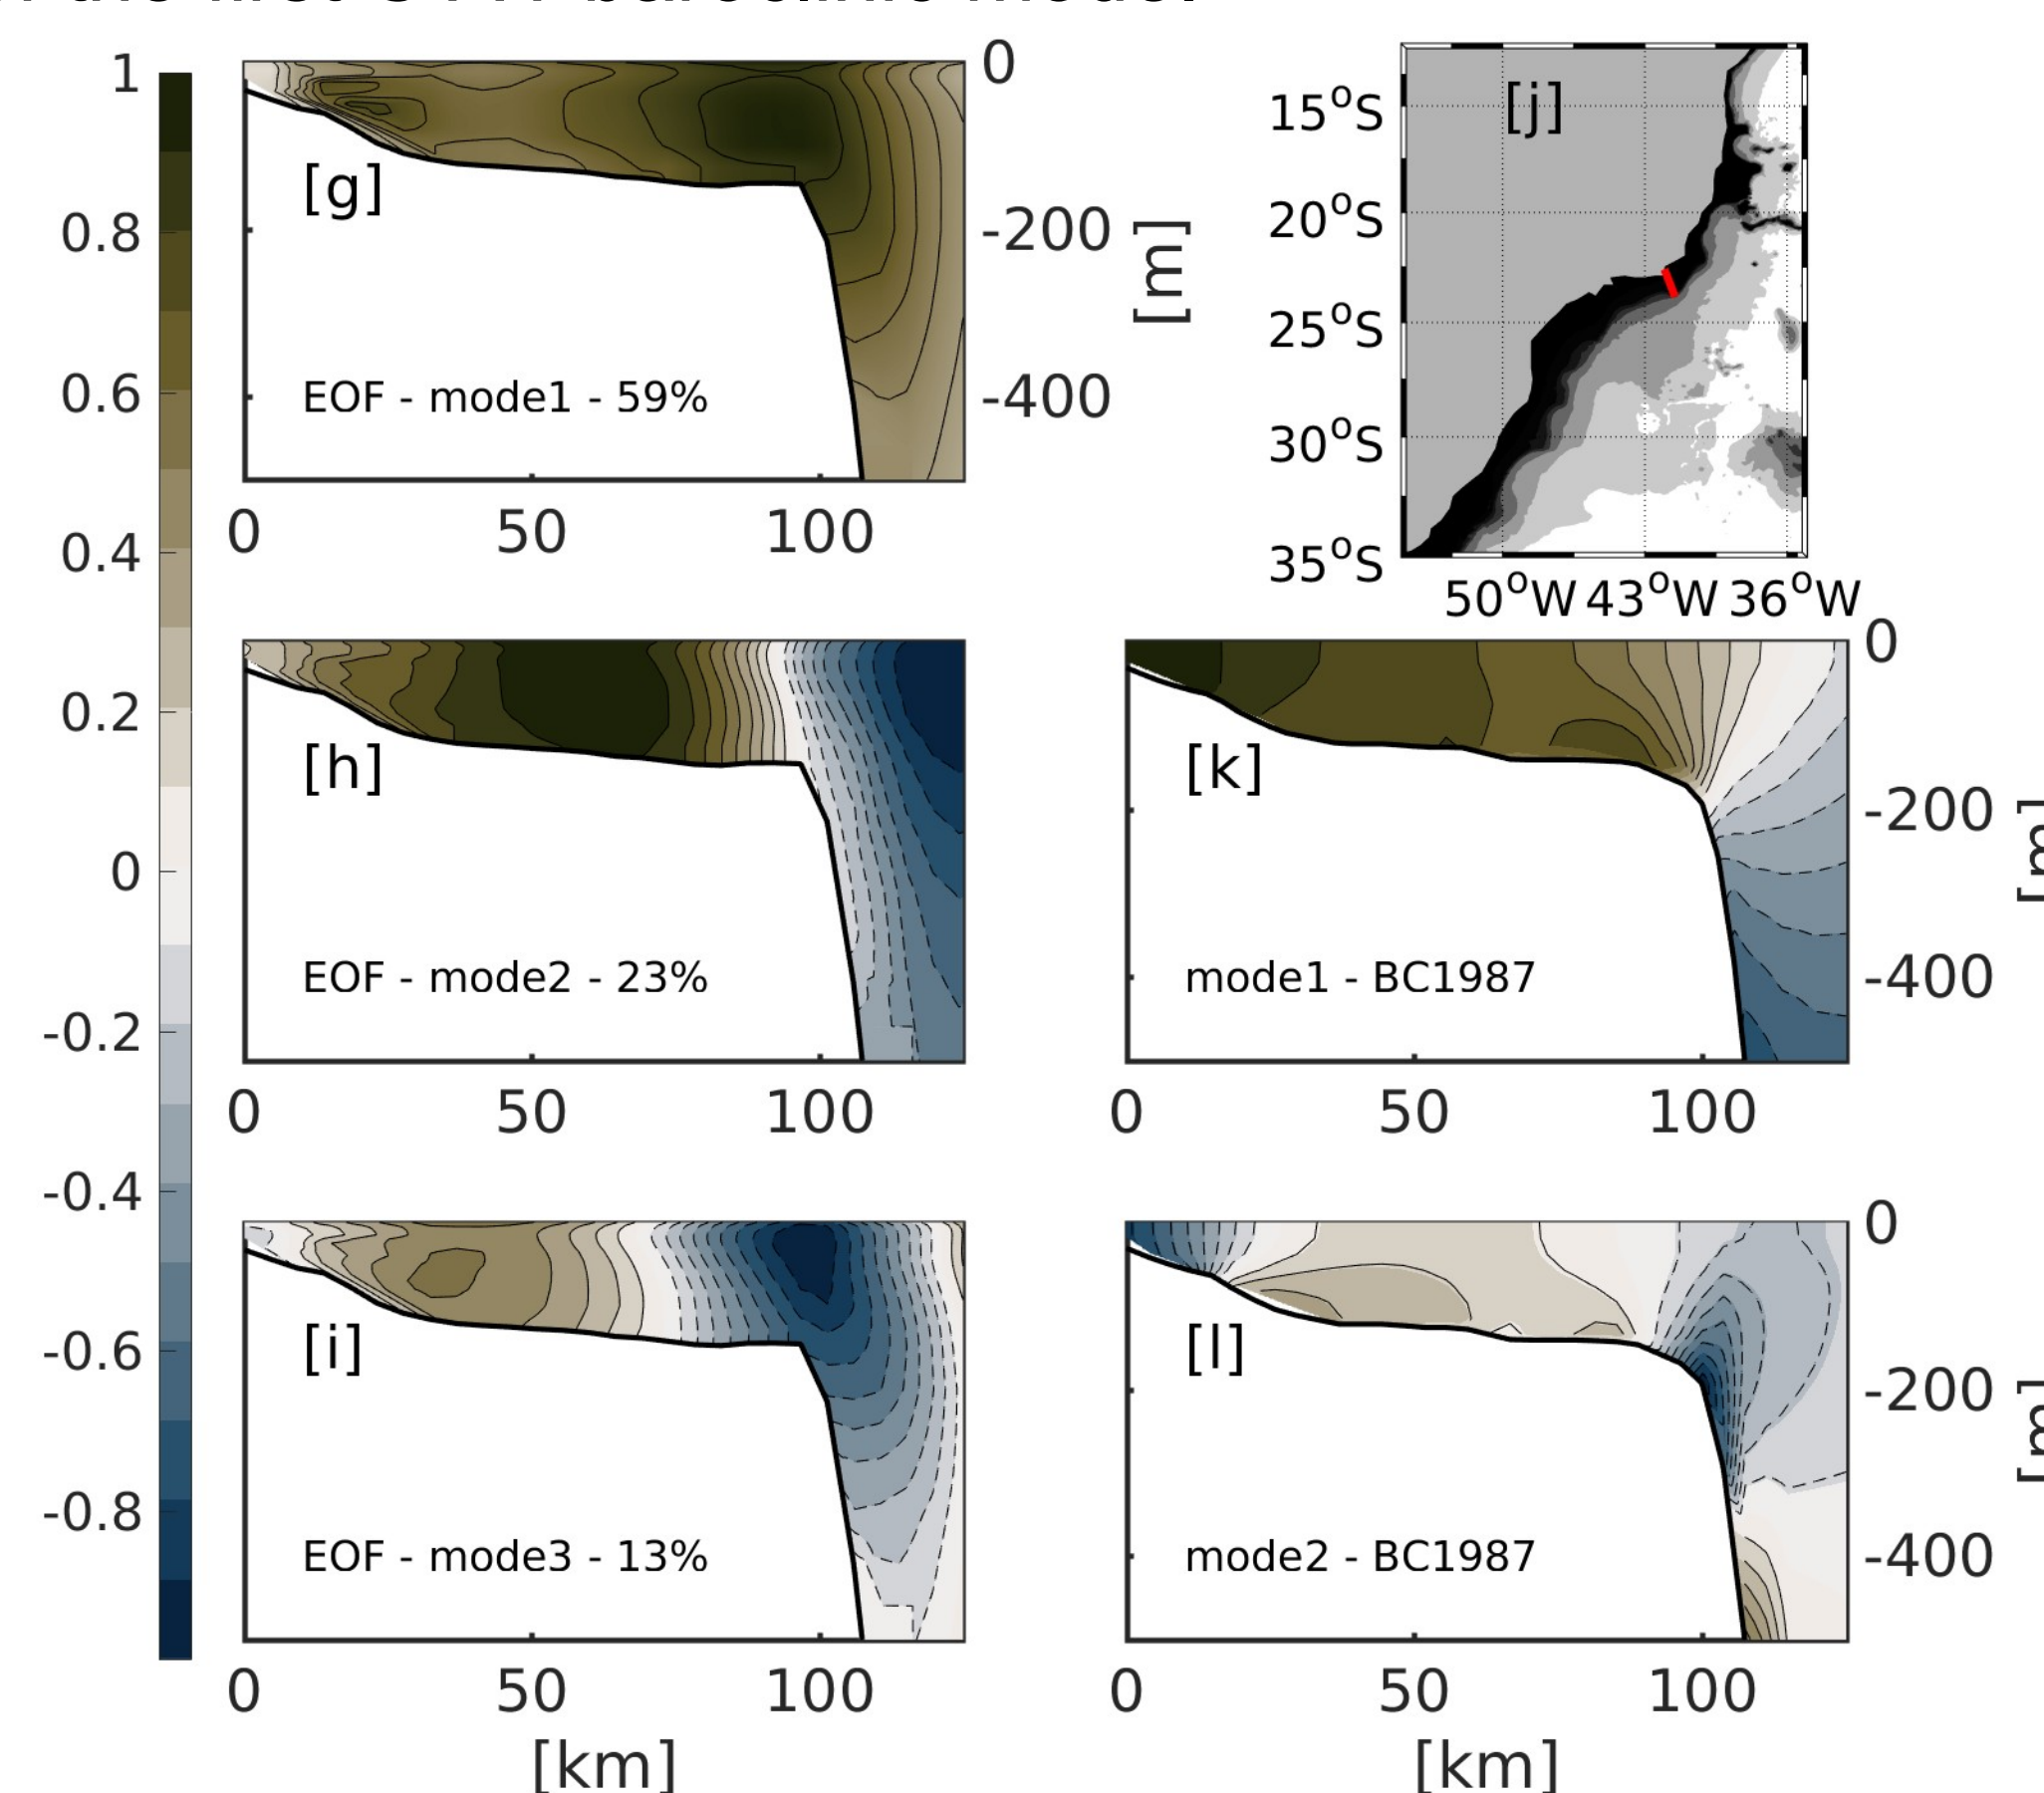 1
0.8
0.6
0.4
0.2
0
-0.2
-0.4
-0.6
-0.8
[g]
EOF - mode1 - 59%
0
-200
-400
[m]
0 50 100
[j]
15°S
20°S
25°S
30°S
35°S
50°W 43°W 36°W
[h]
EOF - mode2 - 23%
0 50 100
[k]
mode1 - BC1987
0
-200
-400
0 50 100
[i]
EOF - mode3 - 13%
0 50 100
[km]
[l]
mode2 - BC1987
0
-200
-400
0 50 100
[km]